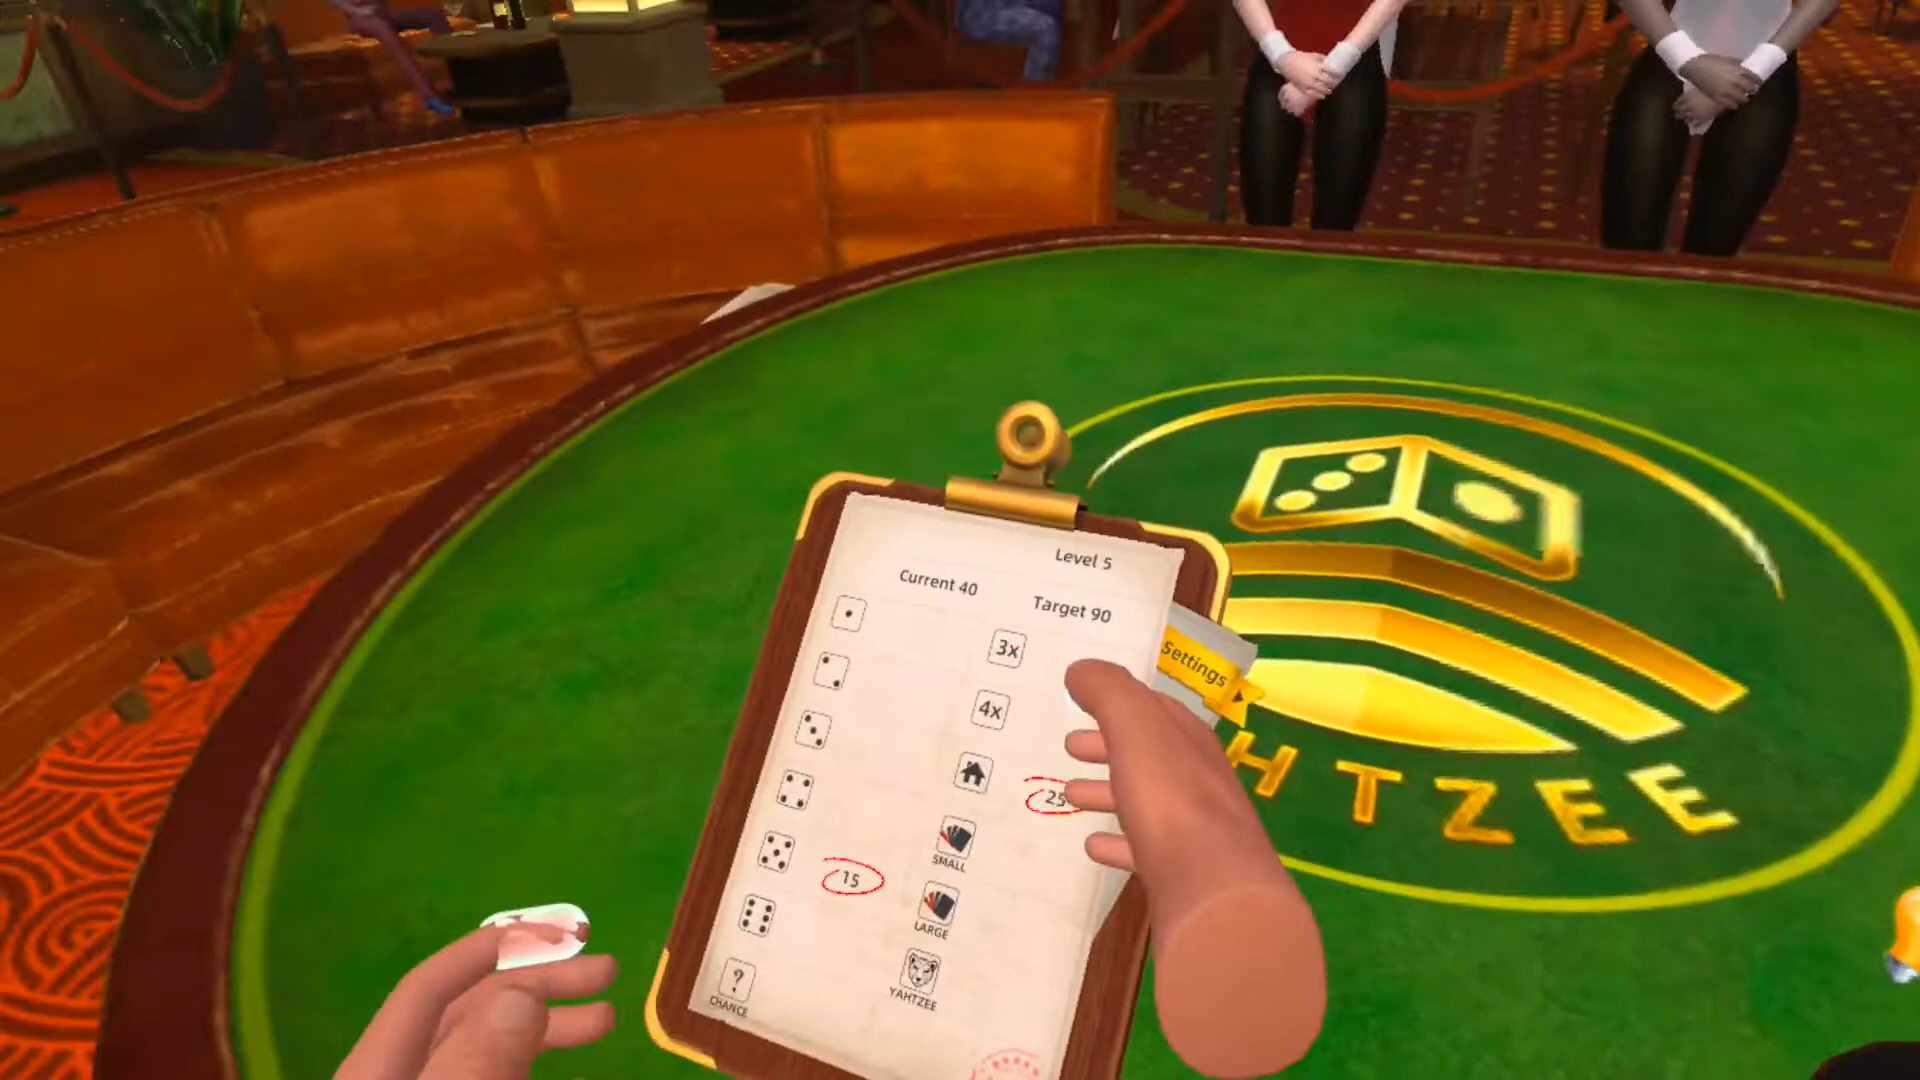 Level 5
Current 40
Target 90
3x
4x
Settings
25
SMALL
15
LARGE
YAHTZEE
?
CHANCE
HTZEE